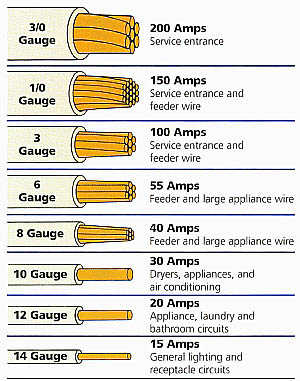 3/0
Gauge
200 Amps
Service entrance
1/0
Gauge
150 Amps
Service entrance and
feeder wire
3
Gauge
100 Amps
Service entrance and
feeder wire
6
Gauge
55 Amps
Feeder and large appliance wire
8 Gauge
40 Amps
Feeder and large appliance wire
10 Gauge
30 Amps
Dryers, appliances, and
air conditioning
12 Gauge
20 Amps
Appliance, laundry and
bathroom circuits
14 Gauge
15 Amps
General lighting and
receptacle circuits